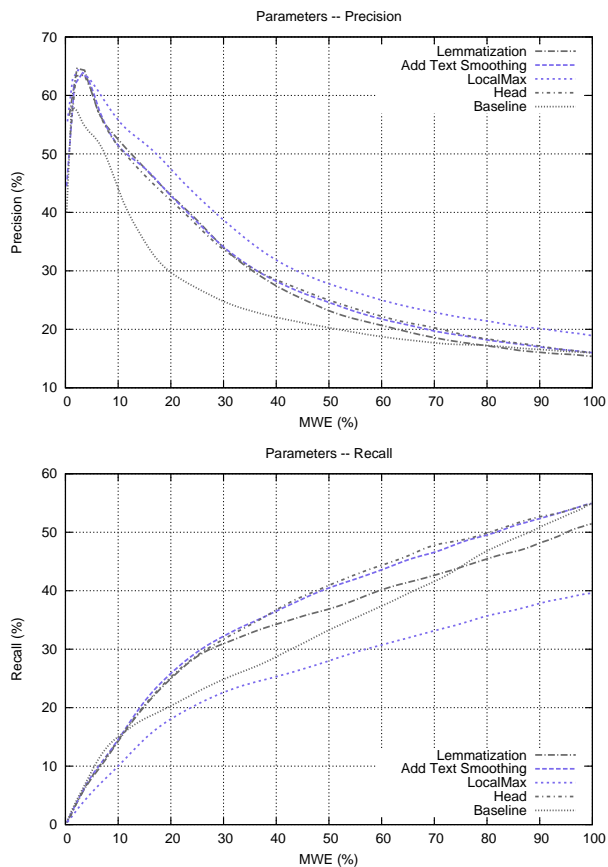 Parameters -- Precision
70
60
50
40
30
20
10
Precision (%)
Lemmatization
Add Text Smoothing
LocalMax
Head
Baseline
0 10 20 30 40 50 60 70 80 90 100
MWE (%)
Parameters -- Recall
60
50
40
30
20
10
0
Recall (%)
Lemmatization
Add Text Smoothing
LocalMax
Head
Baseline
0 10 20 30 40 50 60 70 80 90 100
MWE (%)